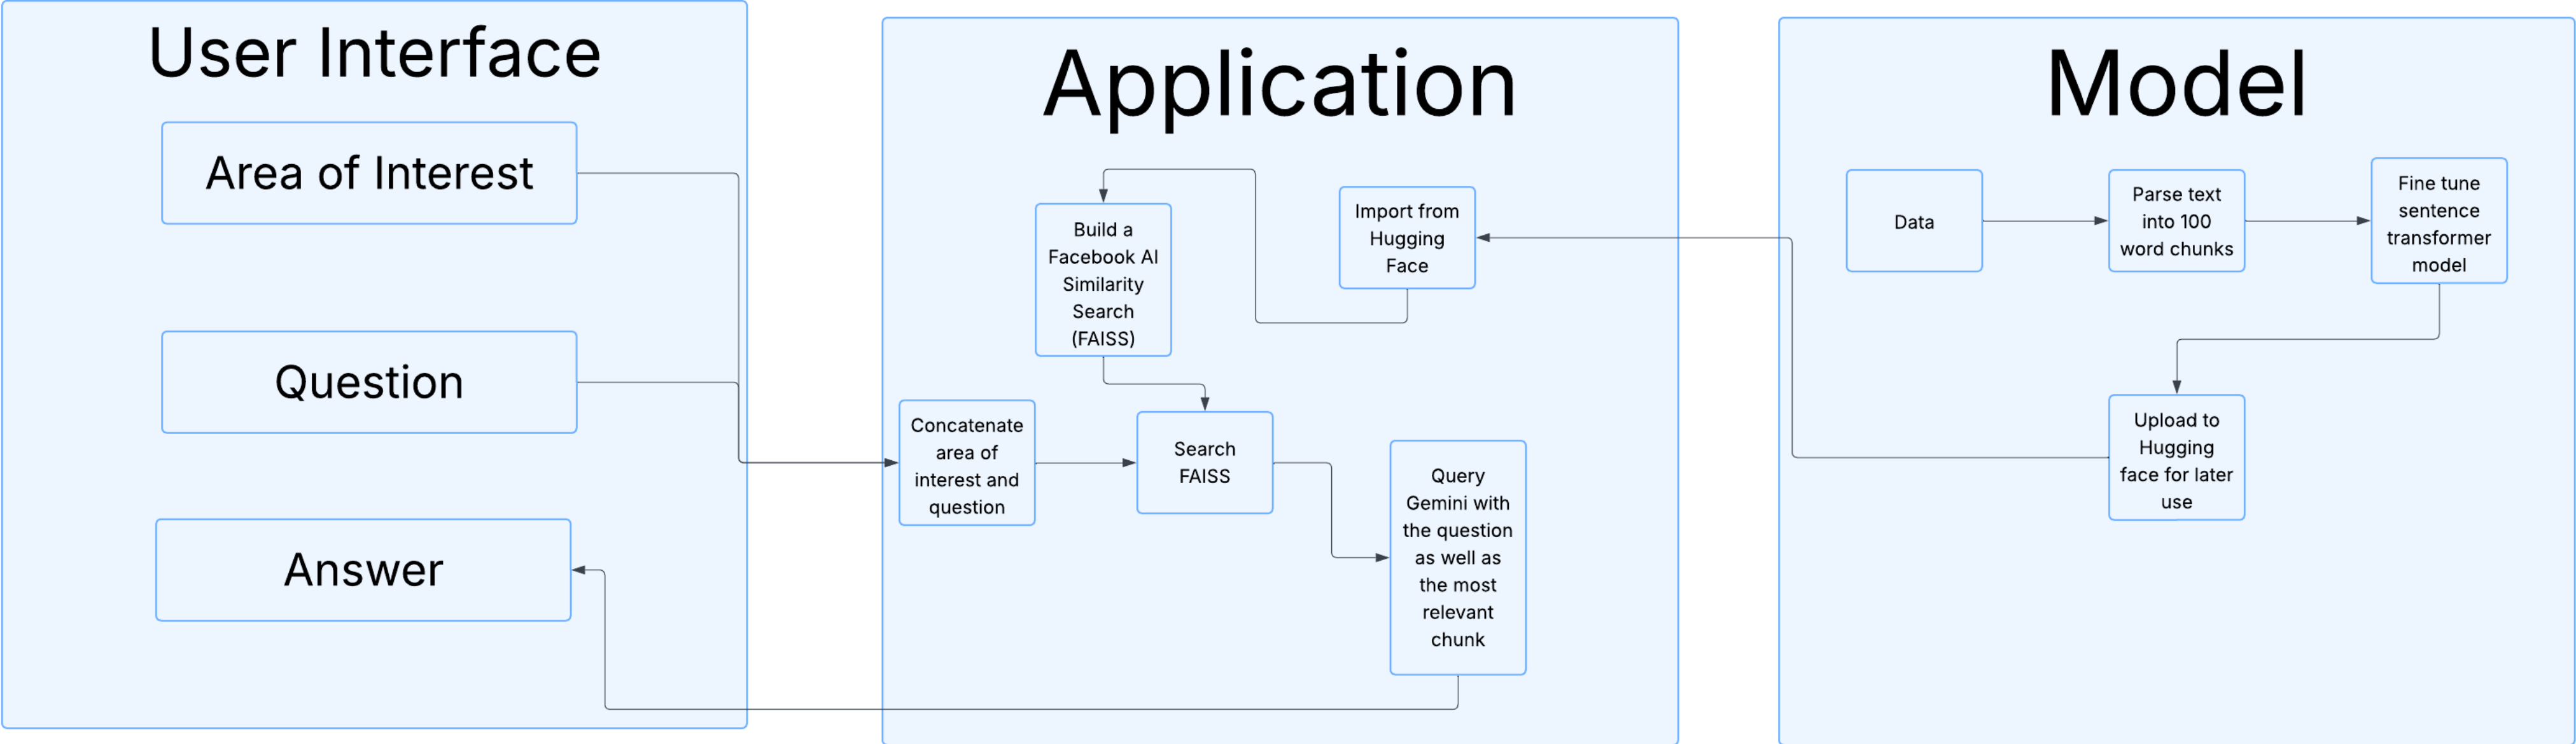 User Interface
Area of Interest
Question
Answer
Application
Import from
Hugging
Face
Build a
Facebook AI
Similarity
Search
(FAISS)
Concatenate
area of
interest and
question
Search
FAISS
Query
Gemini with
the question
as well as
the most
relevant
chunk
Model
Data
Parse text
into 100
word chunks
Fine tune
sentence
transformer
model
Upload to
Hugging
face for later
use